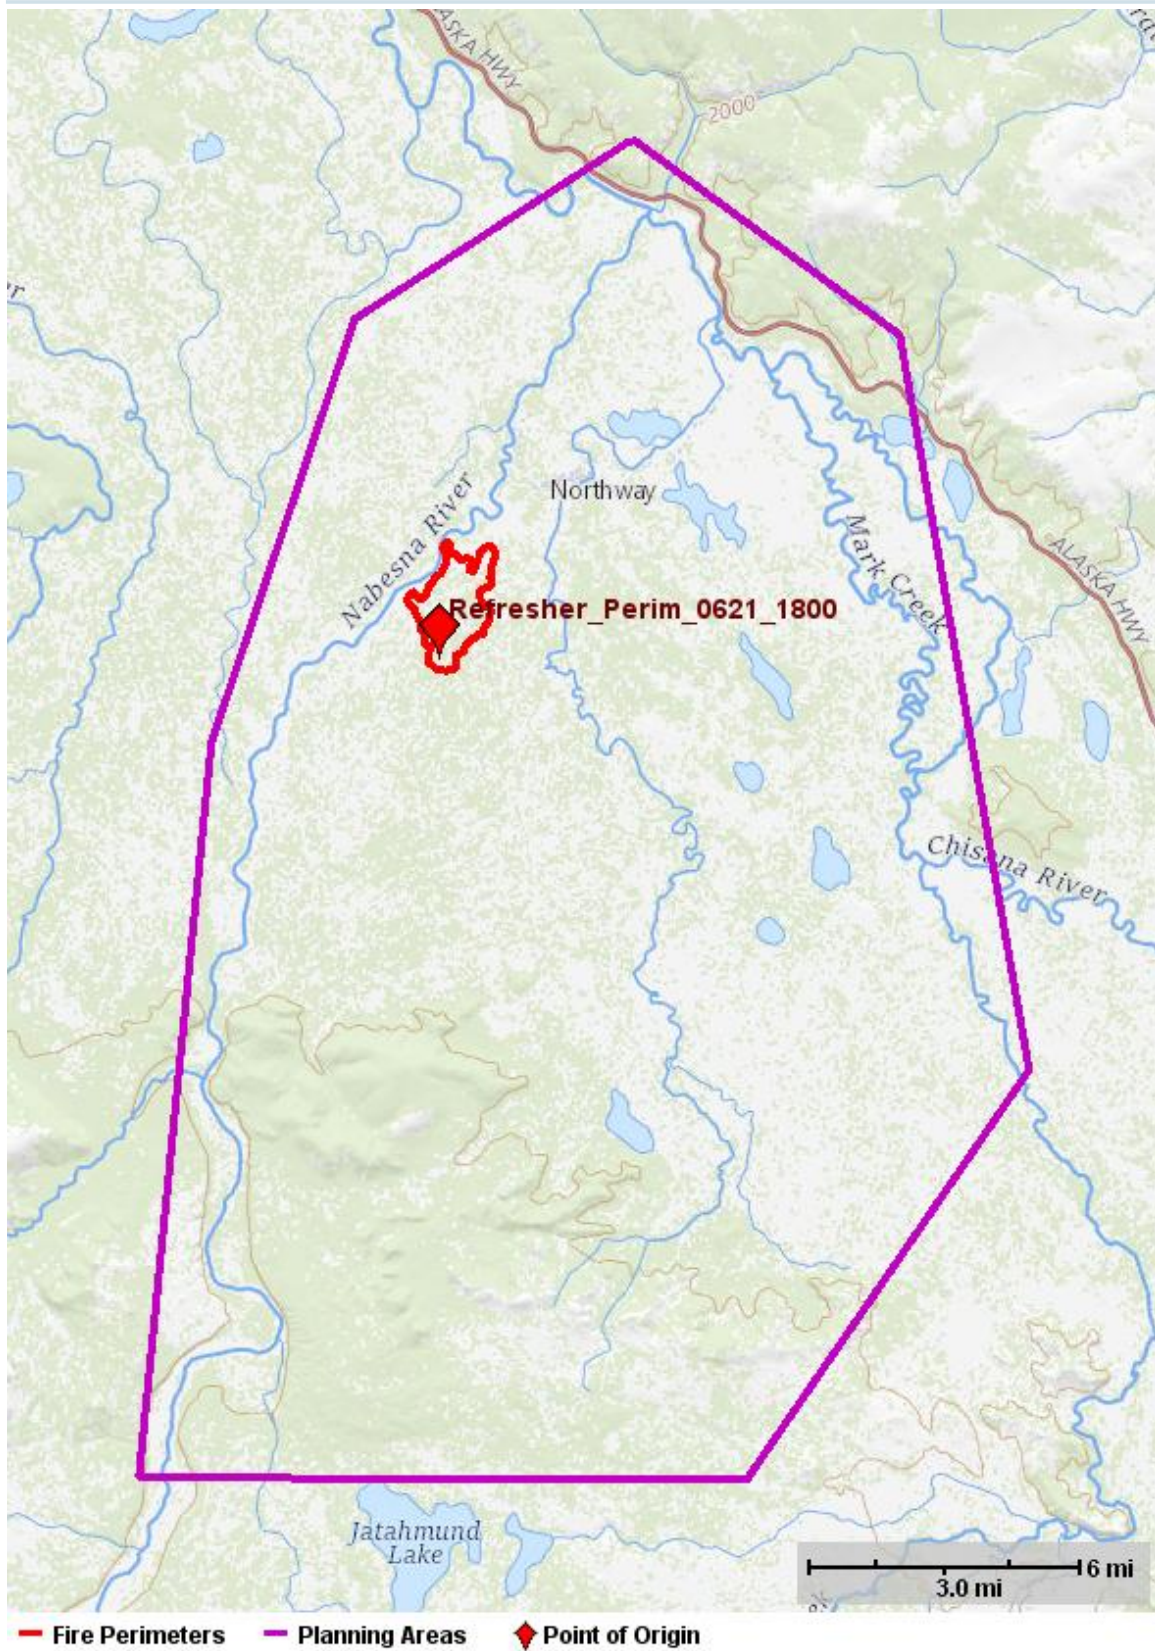 ASKA HWY
2000
Northway
Nabesna River
Mark Creek
Refresher_Perim_0621_1800
ALASKA HWY
Chisana River
Jatahmund
Lake
6 mi
3.0 mi
Fire Perimeters Planning Areas Point of Origin